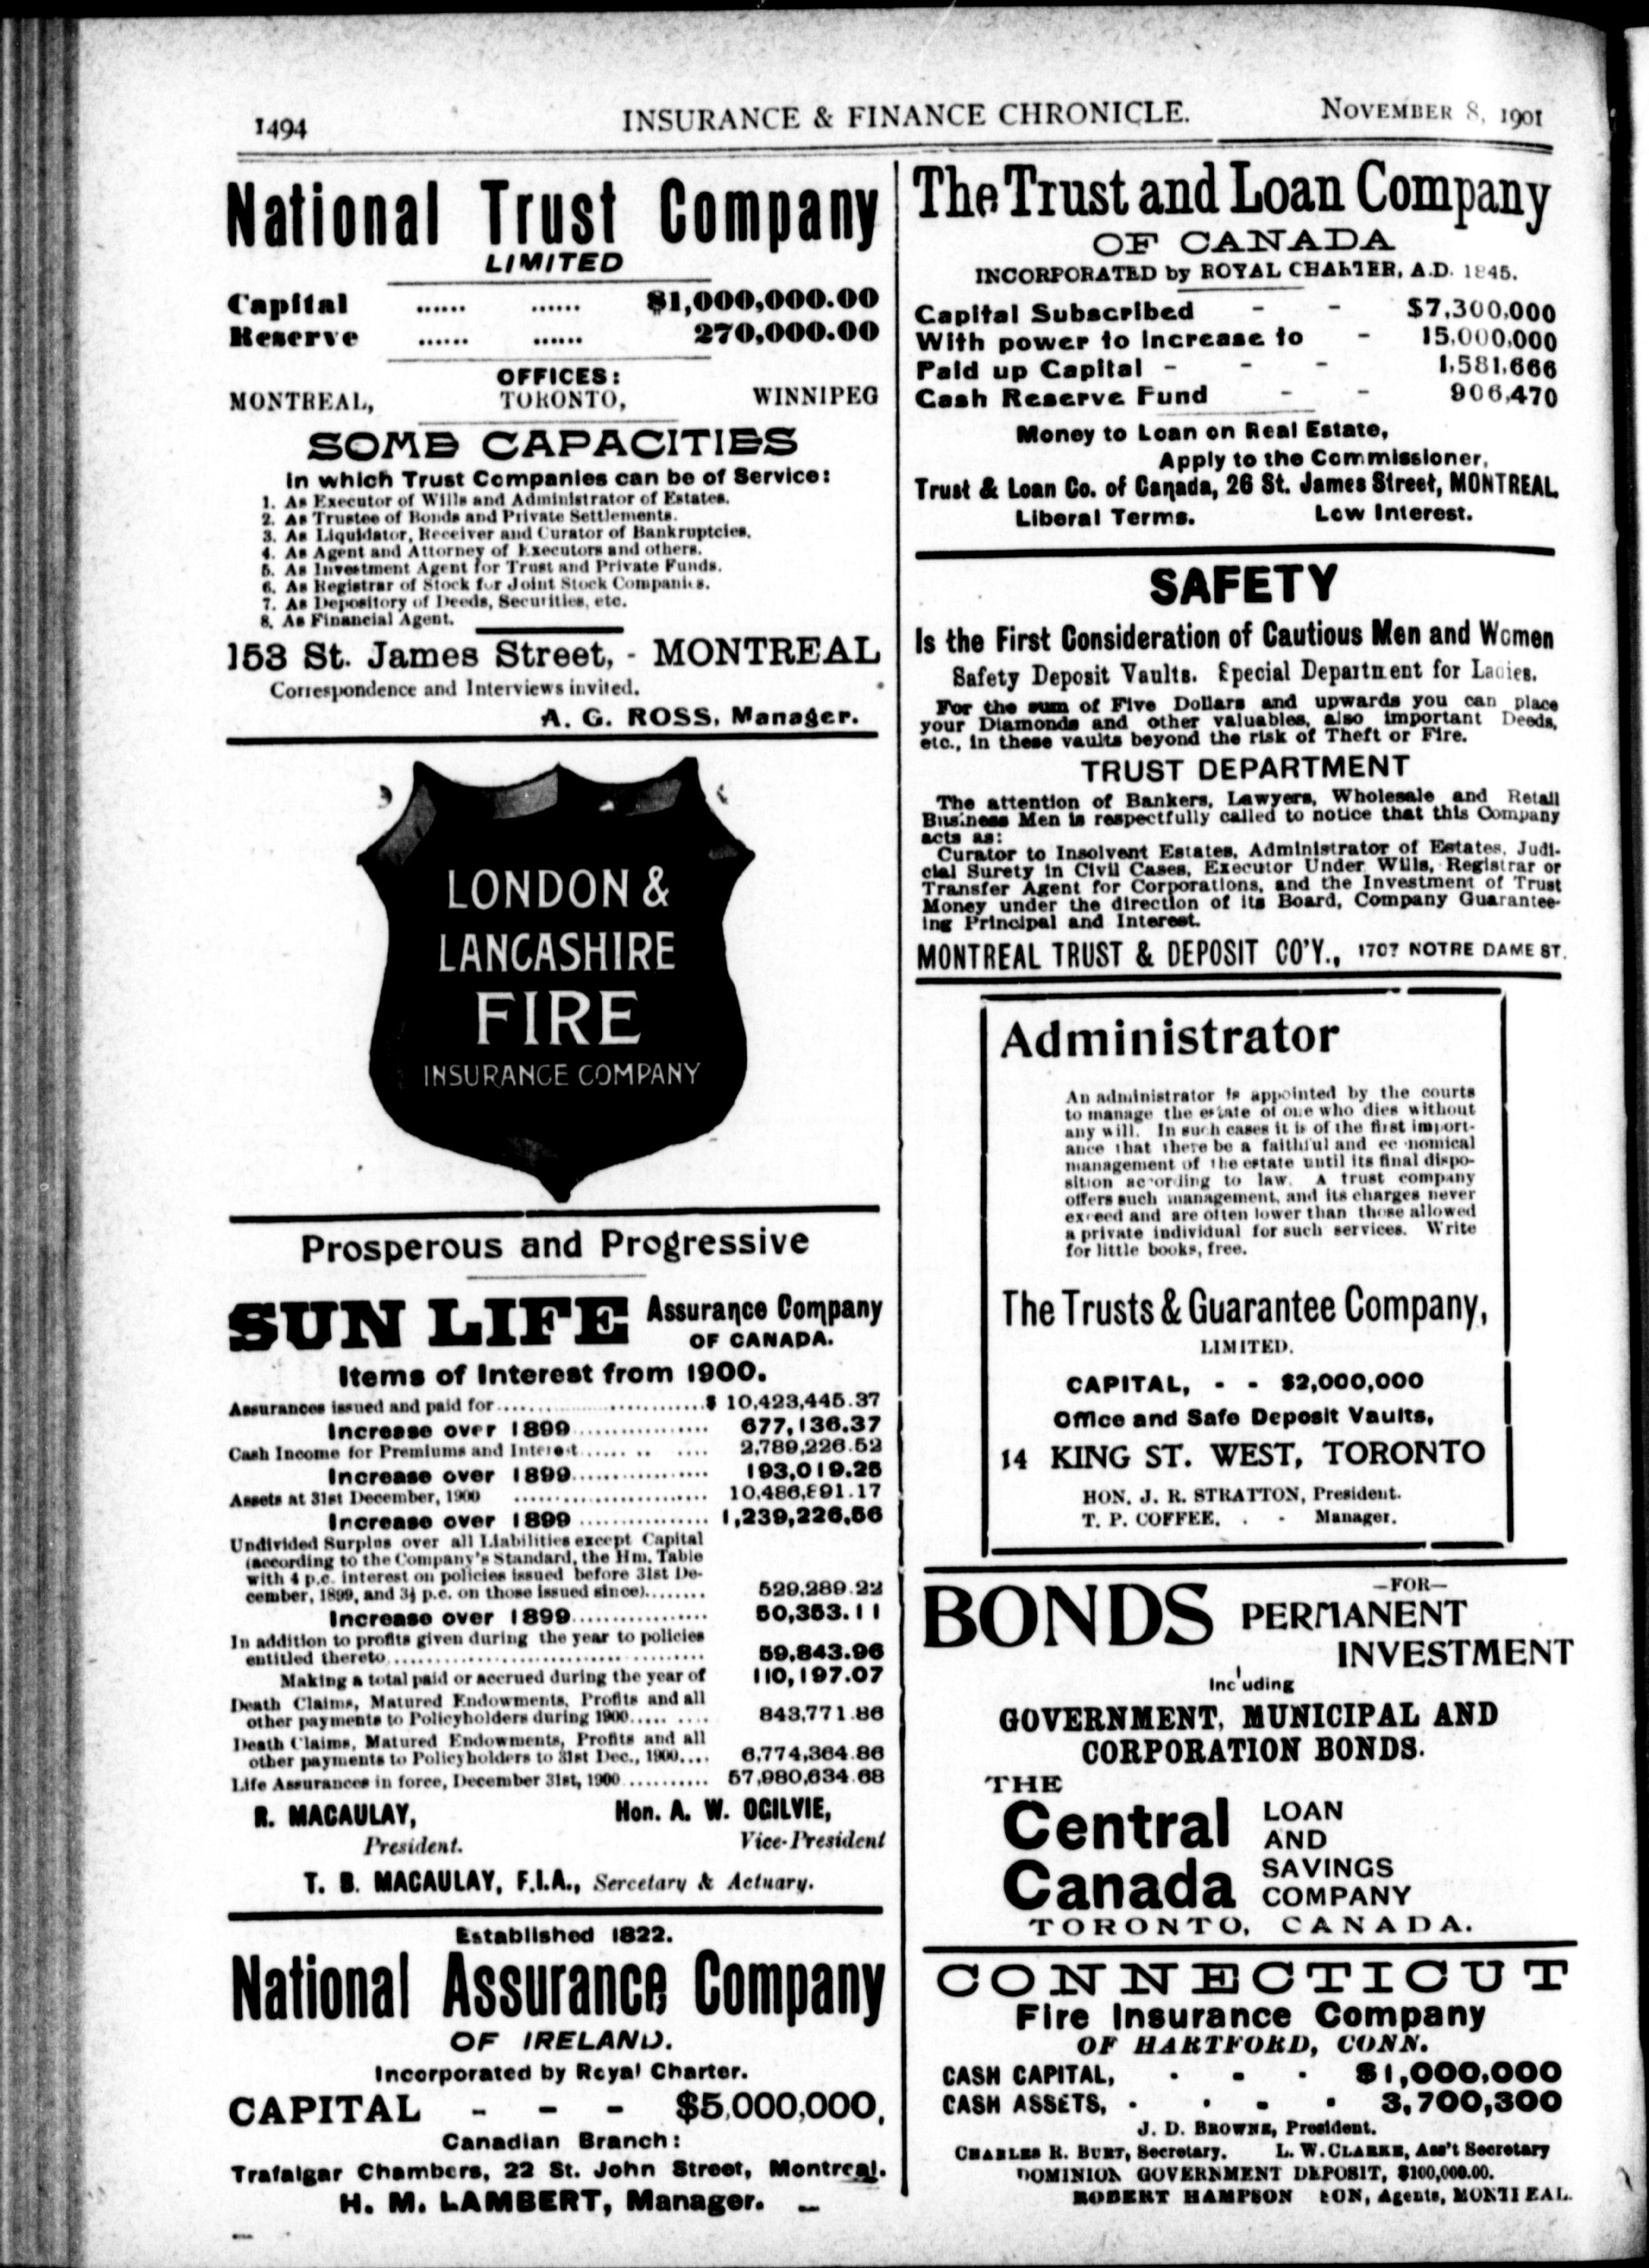 1494
INSURANCE & FINANCE CHRONICLE.
NOVEMBER 8, 1901
National Trust Company
LIMITED
Capital ...... ...... $1,000,000.00
Reserve ...... ...... 270,000.00
OFFICES:
MONTREAL, TORONTO, WINNIPEG
SOME CAPACITIES
in which Trust Companies can be of Service:
1. As Executor of Wills and Administrator of Estates.
2. As Trustee of Bonds and Private Settlements.
3. As Liquidator, Receiver and Curator of Bankruptcies.
4. As Agent and Attorney of Executors and others.
5. As Investment Agent for Trust and Private Funds.
6. As Registrar of Stock for Joint Stock Companies.
7. As Depository of Deeds, Securities, etc.
8. As Financial Agent.
153 St. James Street, - MONTREAL
Correspondence and Interviews invited.
A. G. ROSS, Manager.
LONDON &
LANCASHIRE
FIRE
INSURANCE COMPANY
Prosperous and Progressive
SUN LIFE Assurance Company
OF CANADA.
Items of Interest from 1900.
Assurances issued and paid for............$ 10,423,445.37
Increase over 1899............... 677,136.37
Cash Income for Premiums and Interest............ 2,789,226.52
Increase over 1899............... 193,019.25
Assets at 31st December, 1900 ..................... 10,486,891.17
Increase over 1899............... 1,239,226.56
Undivided Surplus over all Liabilities except Capital
(according to the Company's Standard, the Hm. Table
with 4 p.c. interest on policies issued before 31st De-
cember, 1899, and 3½ p.c. on those issued since)........ 529,289.22
Increase over 1899............... 50,353.11
In addition to profits given during the year to policies
entitled thereto.............................. 59,843.96
Making a total paid or accrued during the year of 110,197.07
Death Claims, Matured Endowments, Profits and all
other payments to Policyholders during 1900......... 843,771.86
Death Claims, Matured Endowments, Profits and all
other payments to Policyholders to 31st Dec., 1900.... 6,774,364.86
Life Assurances in force, December 31st, 1900.......... 57,980,634.68
R. MACAULAY, Hon. A. W. OGILVIE,
President. Vice-President
T. B. MACAULAY, F.I.A., Sercetary & Actuary.
Established 1822.
National Assurance Company
OF IRELAND.
Incorporated by Royal Charter.
CAPITAL - - - $5,000,000,
Canadian Branch:
Trafalgar Chambers, 22 St. John Street, Montreal.
H. M. LAMBERT, Manager.
The Trust and Loan Company
OF CANADA
INCORPORATED by ROYAL CHARTER, A.D. 1845.
Capital Subscribed - - $7,300,000
With power to increase to - 15,000,000
Paid up Capital - - - 1,581,666
Cash Reserve Fund - - 906,470
Money to Loan on Real Estate,
Apply to the Commissioner,
Trust & Loan Co. of Canada, 26 St. James Street, MONTREAL
Liberal Terms. Low Interest.
SAFETY
Is the First Consideration of Cautious Men and Women
Safety Deposit Vaults. Special Department for Ladies.
For the sum of Five Dollars and upwards you can place
your Diamonds and other valuables, also important Deeds,
etc., in these vaults beyond the risk of Theft or Fire.
TRUST DEPARTMENT
The attention of Bankers, Lawyers, Wholesale and Retail
Business Men is respectfully called to notice that this Company
acts as:
Curator to Insolvent Estates, Administrator of Estates, Judi-
cial Surety in Civil Cases, Executor Under Wills, Registrar or
Transfer Agent for Corporations, and the Investment of Trust
Money under the direction of its Board, Company Guarantee-
ing Principal and Interest.
MONTREAL TRUST & DEPOSIT CO'Y., 1707 NOTRE DAME ST.
Administrator
An administrator is appointed by the courts
to manage the estate of one who dies without
any will. In such cases it is of the first import-
ance that there be a faithful and economical
management of the estate until its final dispo-
sition according to law. A trust company
offers such management, and its charges never
exceed and are often lower than those allowed
a private individual for such services. Write
for little books, free.
The Trusts & Guarantee Company,
LIMITED.
CAPITAL, - - $2,000,000
Office and Safe Deposit Vaults,
14 KING ST. WEST, TORONTO
HON. J. R. STRATTON, President.
T. P. COFFEE, . - Manager.
BONDS —FOR—
PERMANENT
INVESTMENT
Including
GOVERNMENT, MUNICIPAL AND
CORPORATION BONDS.
THE
Central Canada LOAN
AND
SAVINGS
COMPANY
TORONTO, CANADA.
CONNECTICUT
Fire Insurance Company
OF HARTFORD, CONN.
CASH CAPITAL, - - - $1,000,000
CASH ASSETS, - - - - 3,700,300
J. D. BROWNE, President.
CHARLES R. BURT, Secretary. L. W. CLARKE, Ass't Secretary
DOMINION GOVERNMENT DEPOSIT, $100,000.00.
ROBERT HAMPSON SON, Agents, MONTREAL.